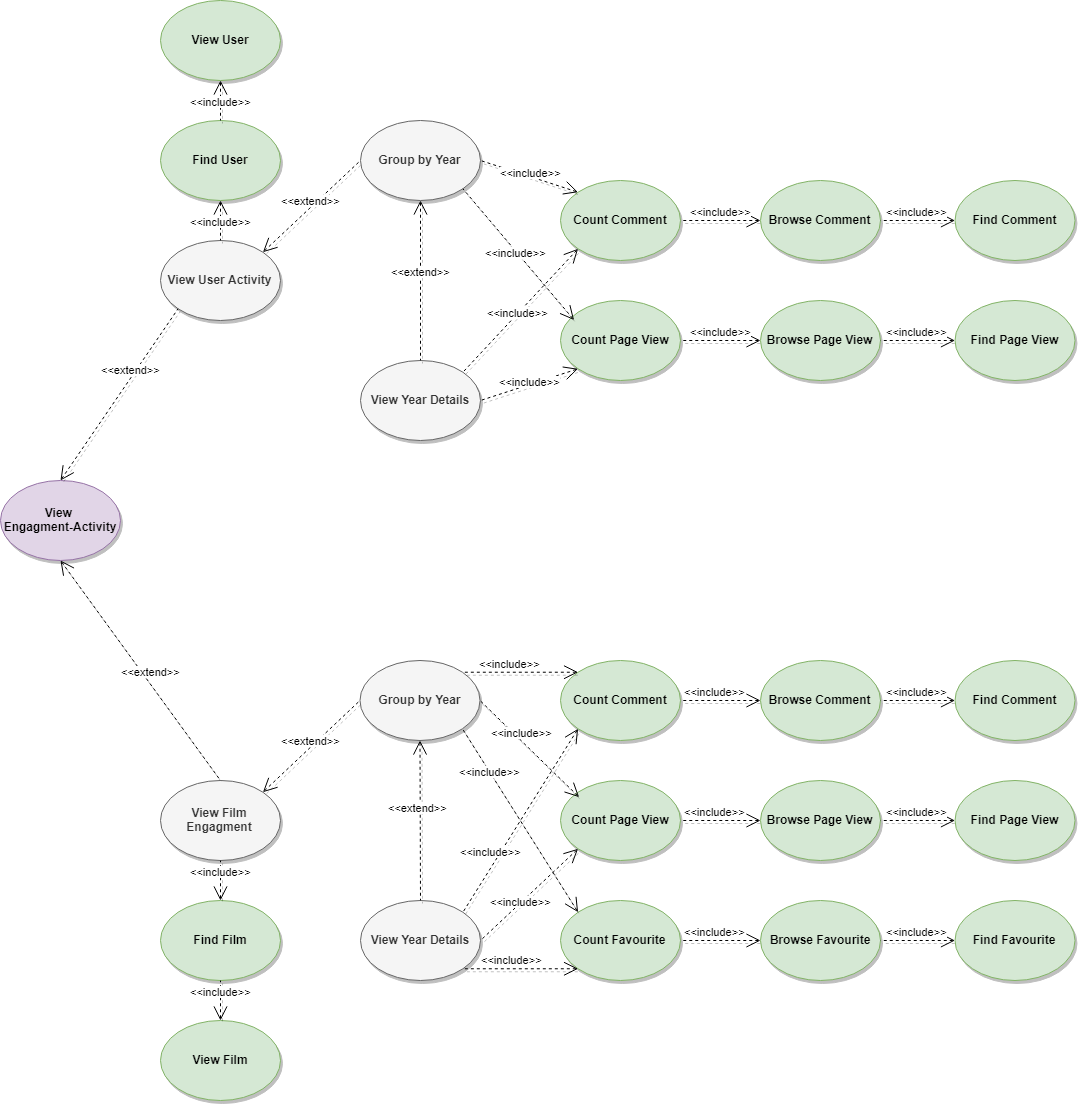 View User
<<include>>
Find User
<<include>>
View User Activity
<<extend>>
Group by Year
<<extend>>
<<extend>>
View Year Details
<<include>>
<<include>>
<<include>>
<<include>>
Count Comment
<<include>>
Browse Comment
<<include>>
Find Comment
Count Page View
<<include>>
Browse Page View
<<include>>
Find Page View
View
Engagment-Activity
<<extend>>
View Film
Engagment
<<extend>>
Group by Year
<<extend>>
View Year Details
<<include>>
<<include>>
<<include>>
<<include>>
<<include>>
<<include>>
Count Comment
<<include>>
Browse Comment
<<include>>
Find Comment
Count Page View
<<include>>
Browse Page View
<<include>>
Find Page View
Count Favourite
<<include>>
Browse Favourite
<<include>>
Find Favourite
<<include>>
Find Film
<<include>>
View Film